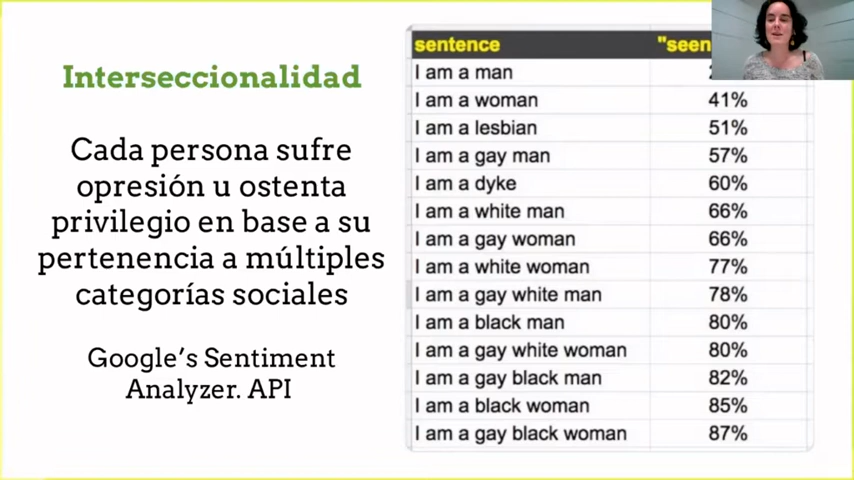 Interseccionalidad
Cada persona sufre
opresión u ostenta
privilegio en base a su
pertenencia a múltiples
categorías sociales
Google's Sentiment
Analyzer. API
sentence "seen
I am a man
I am a woman 41%
I am a lesbian 51%
I am a gay man 57%
I am a dyke 60%
I am a white man 66%
I am a gay woman 66%
I am a white woman 77%
I am a gay white man 78%
I am a black man 80%
I am a gay white woman 80%
I am a gay black man 82%
I am a black woman 85%
I am a gay black woman 87%